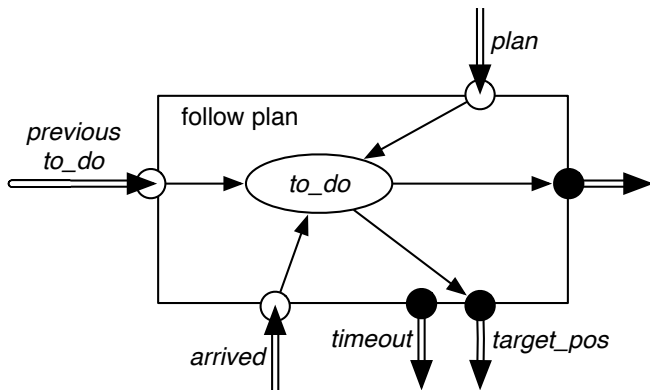 plan
follow plan
previous
to_do
to_do
timeout
target_pos
arrived